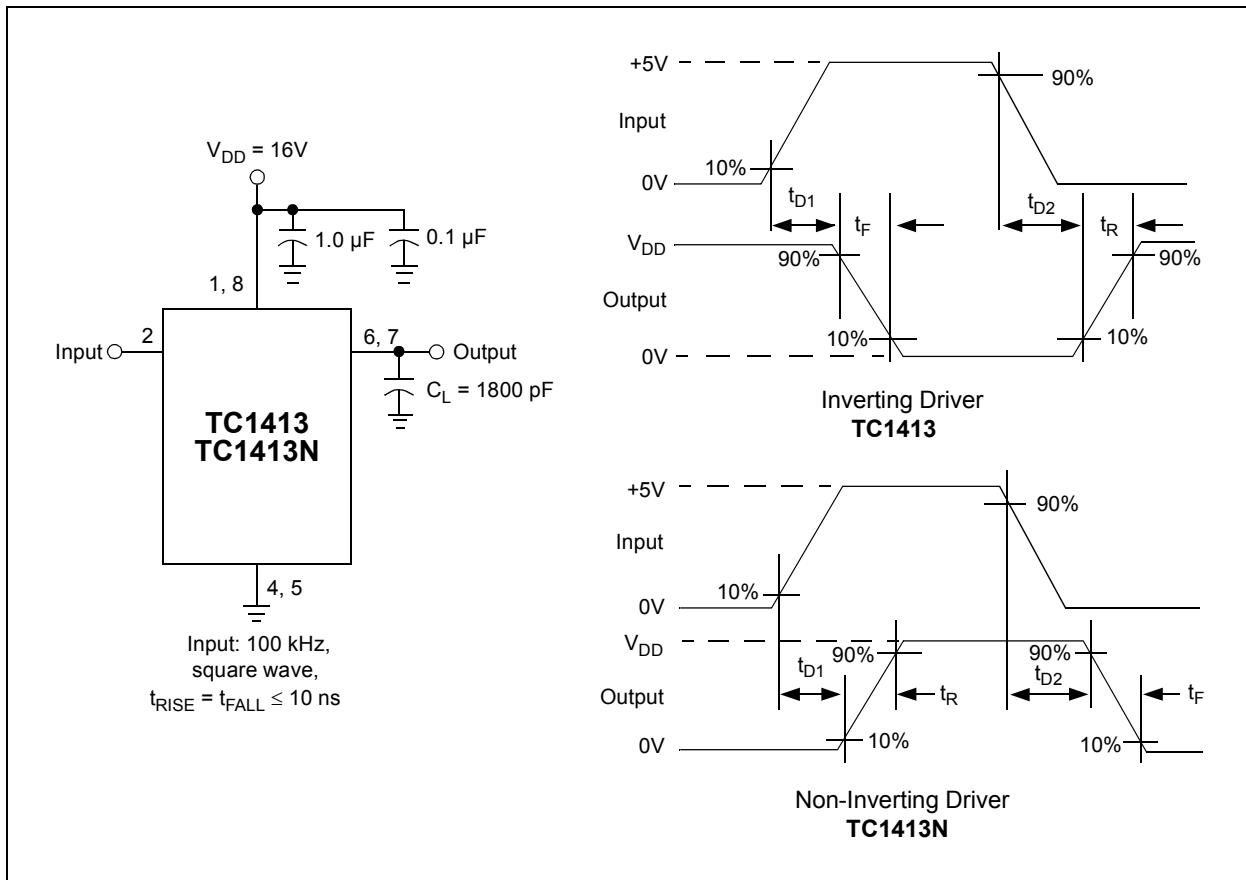 V_DD = 16V
1.0 µF
0.1 µF
1, 8
Input
2
6, 7
Output
C_L = 1800 pF
TC1413
TC1413N
4, 5
Input: 100 kHz,
square wave,
t_RISE = t_FALL ≤ 10 ns
+5V
90%
Input
10%
0V
t_D1
t_F
t_D2
t_R
V_DD
90%
90%
Output
10%
10%
0V
Inverting Driver
TC1413
+5V
90%
Input
10%
0V
V_DD
t_D1
90%
90%
t_R
t_D2
t_F
Output
10%
10%
0V
Non-Inverting Driver
TC1413N